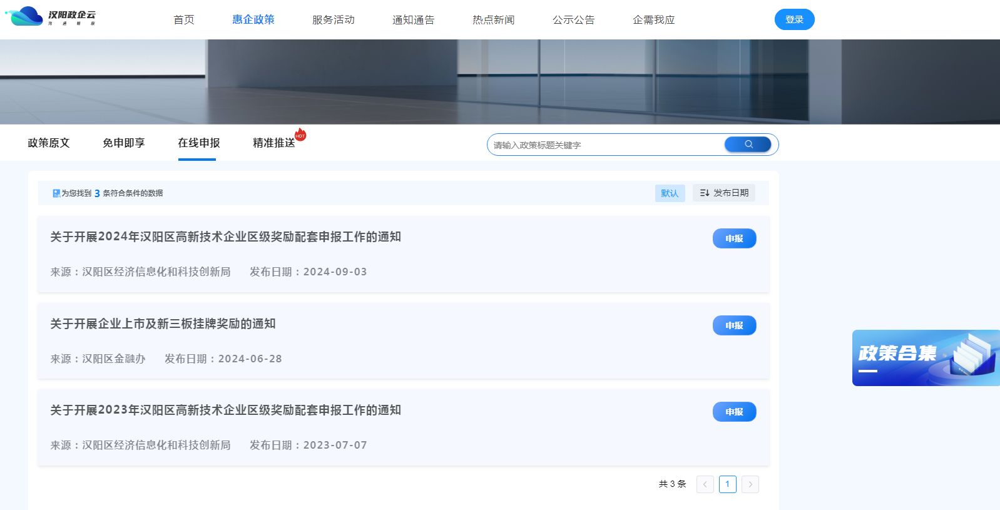 汉阳政企云
沟 通 畅 联
首页 惠企政策 服务活动 通知通告 热点新闻 公示公告 企需我应 登录
政策原文 免申即享 在线申报 精准推送 HOT 请输入政策标题关键字
为您找到 3 条符合条件的数据 默认 发布日期
关于开展2024年汉阳区高新技术企业区级奖励配套申报工作的通知 申报
来源：汉阳区经济信息化和科技创新局 发布日期：2024-09-03
关于开展企业上市及新三板挂牌奖励的通知 申报
来源：汉阳区金融办 发布日期：2024-06-28
政策合集
关于开展2023年汉阳区高新技术企业区级奖励配套申报工作的通知 申报
来源：汉阳区经济信息化和科技创新局 发布日期：2023-07-07
共 3 条 1